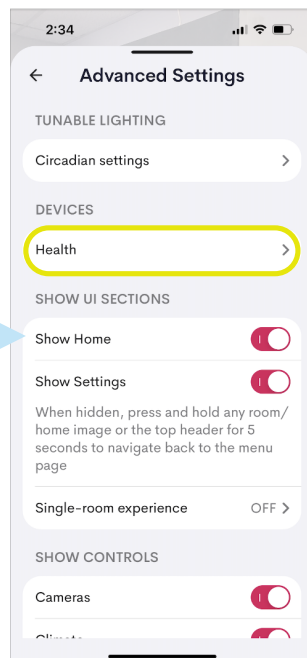 2:34
Advanced Settings
TUNABLE LIGHTING
Circadian settings
DEVICES
Health
SHOW UI SECTIONS
Show Home
Show Settings
When hidden, press and hold any room/
home image or the top header for 5
seconds to navigate back to the menu
page
Single-room experience OFF
SHOW CONTROLS
Cameras